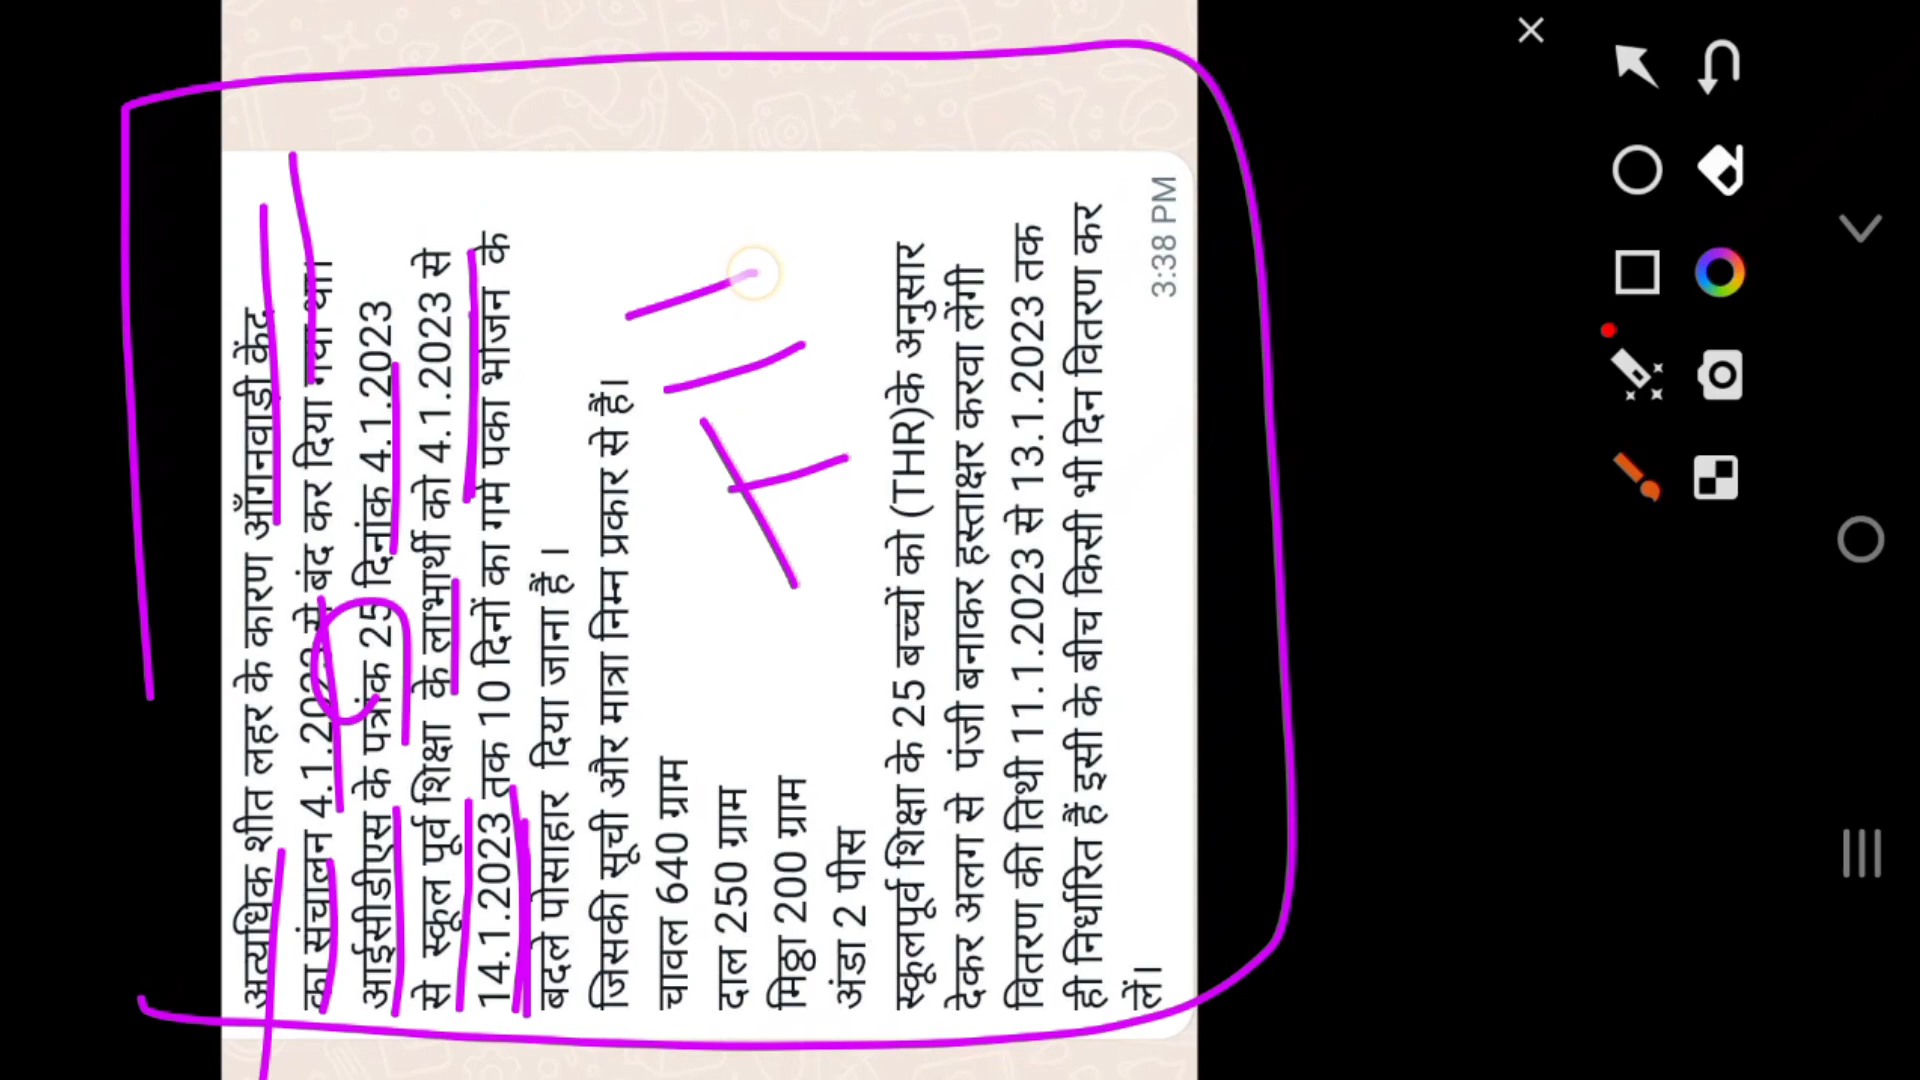 अत्यधिक शीत लहर के कारण आँगनवाड़ी केंद्र
का संचालन 4.1.2023 से बंद कर दिया गया था।
आईसीडीएस के पत्रांक 25 दिनांक 4.1.2023
से स्कूल पूर्व शिक्षा के लाभार्थी को 4.1.2023 से
14.1.2023 तक 10 दिनों का गर्म पका भोजन के
बदले पोसाहार दिया जाना हैं ।
जिसकी सूची और मात्रा निम्न प्रकार से हैं।
चावल 640 ग्राम
दाल 250 ग्राम
मिठ्ठा 200 ग्राम
अंडा 2 पीस
स्कूलपूर्व शिक्षा के 25 बच्चों को (THR)के अनुसार
देकर अलग से पंजी बनाकर हस्ताक्षर करवा लेंगी
वितरण की तिथी 11.1.2023 से 13.1.2023 तक
ही निर्धारित हैं इसी के बीच किसी भी दिन वितरण कर
लें।
3:38 PM